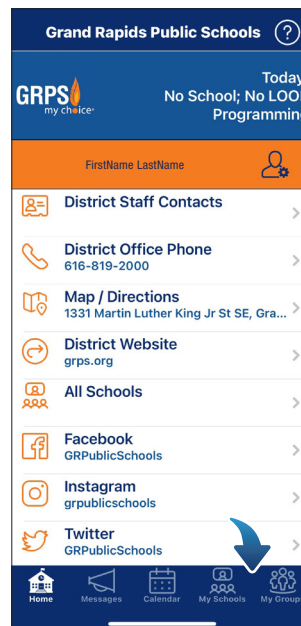 Grand Rapids Public Schools ?
Today
No School; No LOO
Programmin
GRPS
my choice
FirstName LastName
District Staff Contacts
District Office Phone
616-819-2000
Map / Directions
1331 Martin Luther King Jr St SE, Gra...
District Website
grps.org
All Schools
Facebook
GRPublicSchools
Instagram
grpublicschools
Twitter
GRPublicSchools
Home Messages Calendar My Schools My Group